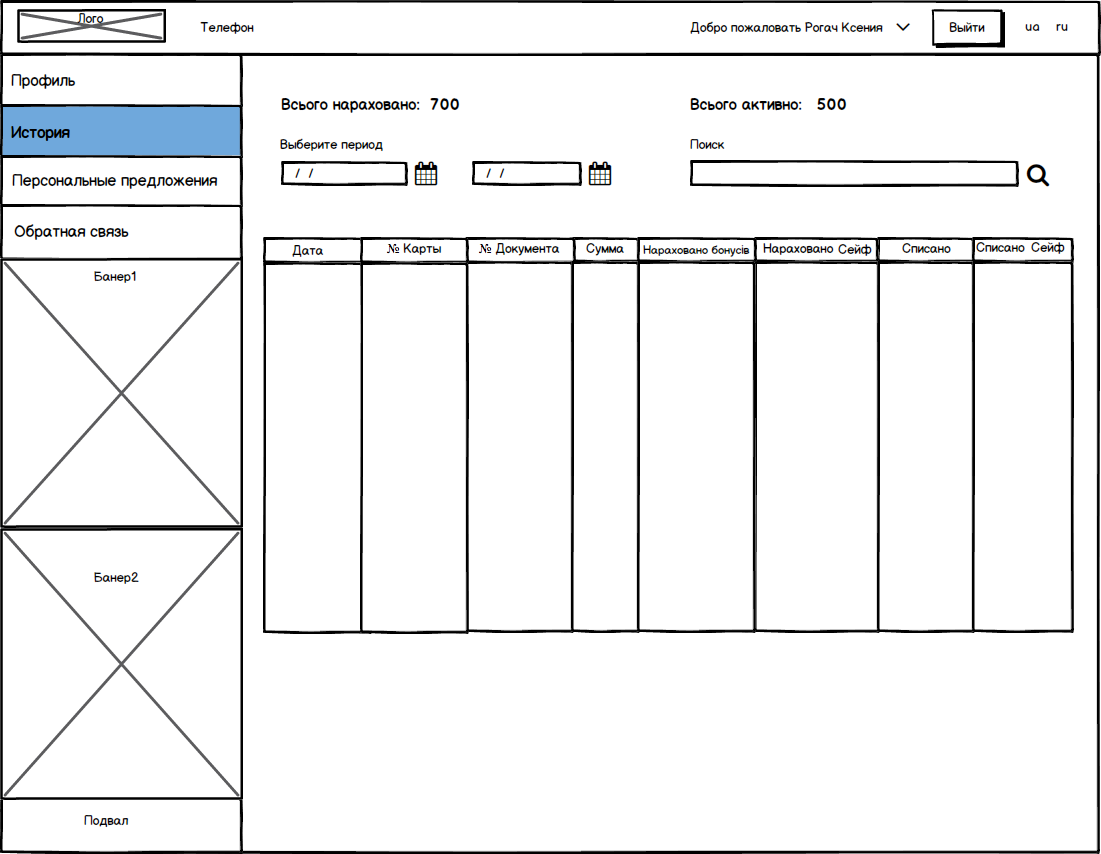 Лого
Телефон
Добро пожаловать Рогач Ксения
Выйти
ua ru
Профиль
История
Персональные предложения
Обратная связь
Банер1
Банер2
Подвал
Всього нараховано: 700
Всього активно: 500
Выберите период
Поиск
/ /
/ /
Дата
№ Карты
№ Документа
Сумма
Нараховано бонусів
Нараховано Сейф
Списано
Списано Сейф